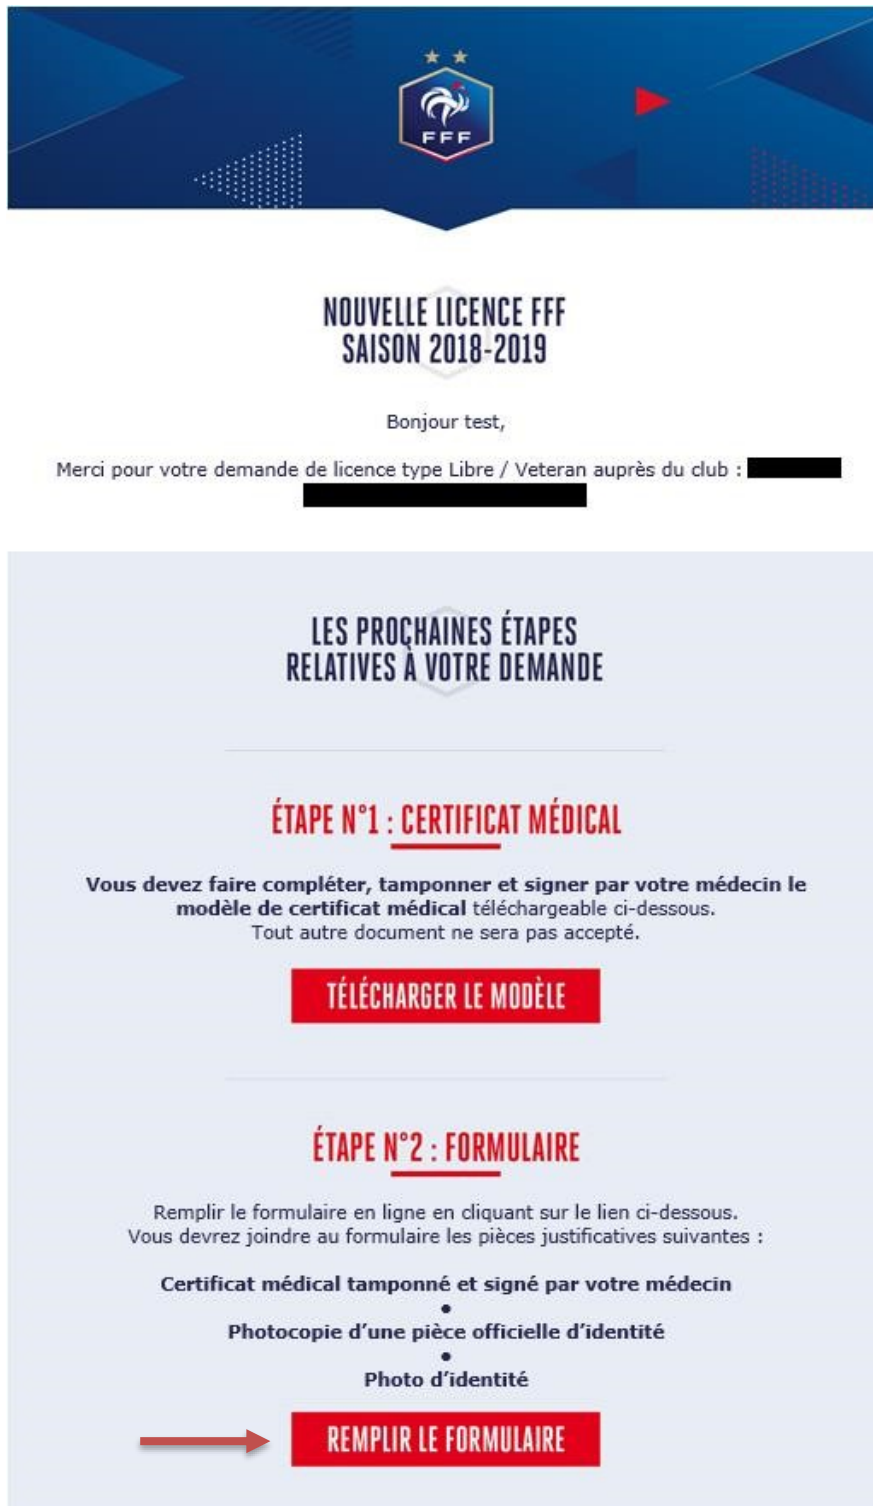 FFF
NOUVELLE LICENCE FFF
SAISON 2018-2019
Bonjour test,
Merci pour votre demande de licence type Libre / Veteran auprès du club :
LES PROCHAINES ÉTAPES
RELATIVES À VOTRE DEMANDE
ÉTAPE N°1 : CERTIFICAT MÉDICAL
Vous devez faire compléter, tamponner et signer par votre médecin le
modèle de certificat médical téléchargeable ci-dessous.
Tout autre document ne sera pas accepté.
TÉLÉCHARGER LE MODÈLE
ÉTAPE N°2 : FORMULAIRE
Remplir le formulaire en ligne en cliquant sur le lien ci-dessous.
Vous devrez joindre au formulaire les pièces justificatives suivantes :
Certificat médical tamponné et signé par votre médecin
•
Photocopie d'une pièce officielle d'identité
•
Photo d'identité
REMPLIR LE FORMULAIRE